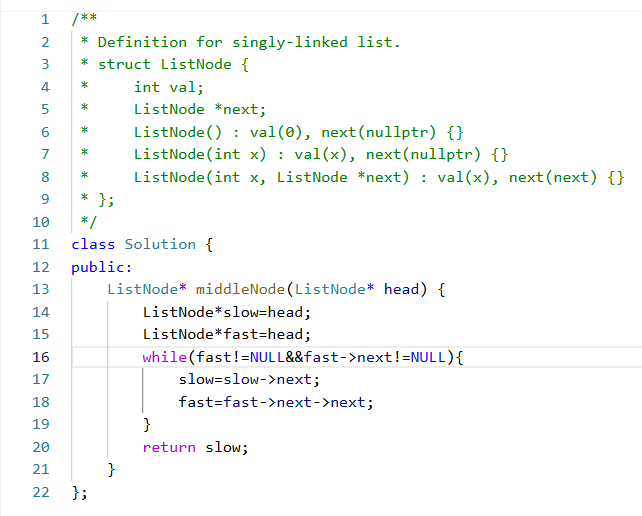 1 /**
2  * Definition for singly-linked list.
3  * struct ListNode {
4  *     int val;
5  *     ListNode *next;
6  *     ListNode() : val(0), next(nullptr) {}
7  *     ListNode(int x) : val(x), next(nullptr) {}
8  *     ListNode(int x, ListNode *next) : val(x), next(next) {}
9  * };
10  */
11 class Solution {
12 public:
13     ListNode* middleNode(ListNode* head) {
14         ListNode*slow=head;
15         ListNode*fast=head;
16         while(fast!=NULL&&fast->next!=NULL){
17             slow=slow->next;
18             fast=fast->next->next;
19         }
20         return slow;
21     }
22 };